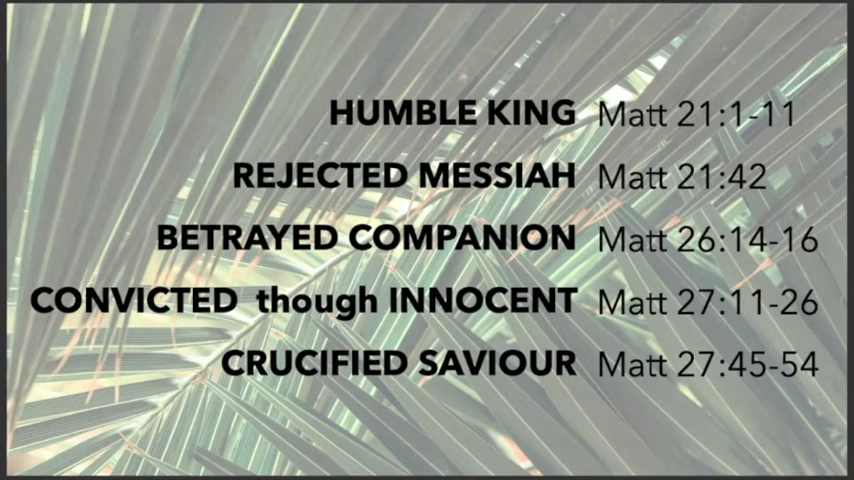 HUMBLE KING Matt 21:1-11
REJECTED MESSIAH Matt 21:42
BETRAYED COMPANION Matt 26:14-16
CONVICTED though INNOCENT Matt 27:11-26
CRUCIFIED SAVIOUR Matt 27:45-54